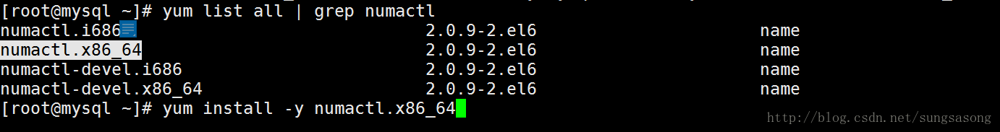 [root@mysql ~]# yum list all | grep numactl
numactl.i686 2.0.9-2.el6 name
numactl.x86_64 2.0.9-2.el6 name
numactl-devel.i686 2.0.9-2.el6 name
numactl-devel.x86_64 2.0.9-2.el6 name
[root@mysql ~]# yum install -y numactl.x86_64
http://blog.csdn.net/sungsasong